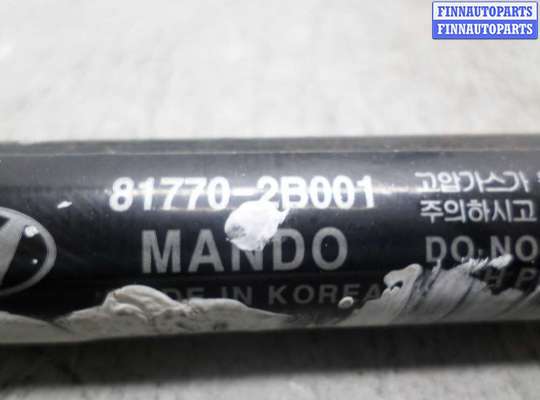 FINNAUTOPARTS
FINNAUTOPARTS
81770-2B001
MANDO
IN KOREA
고압가스가
주의하시고
DO NO